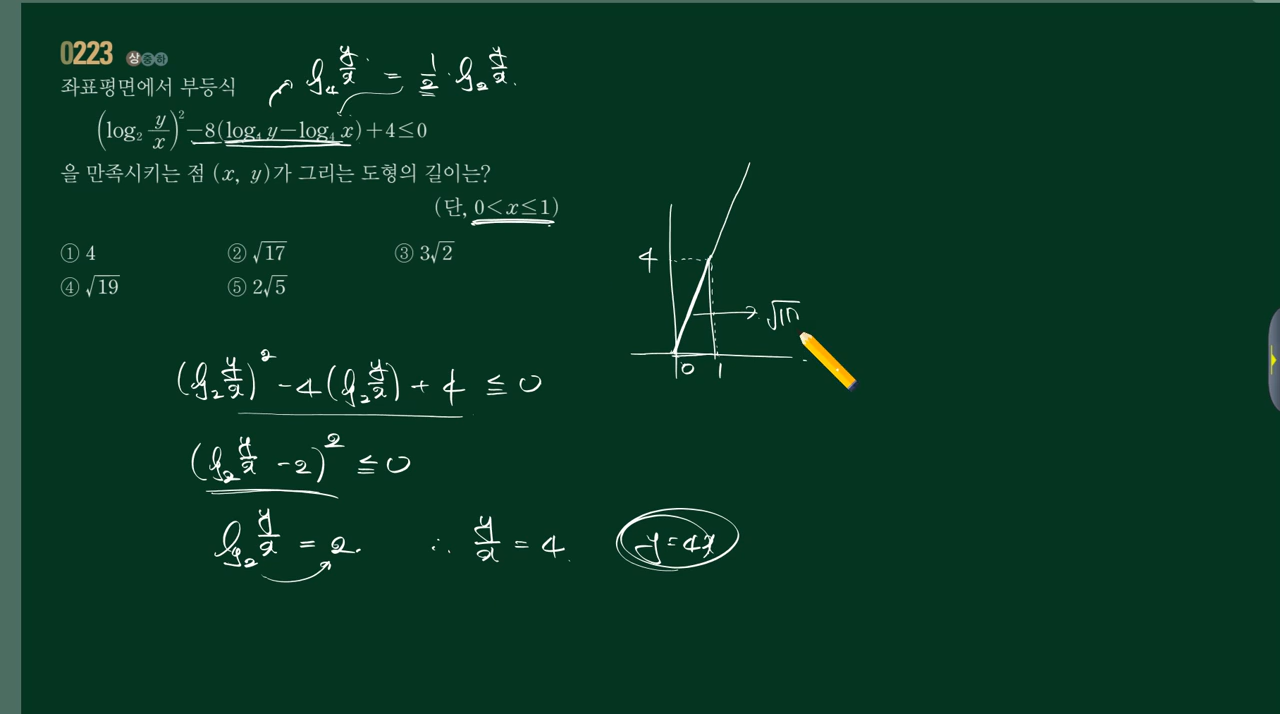 0223 상중하
log₄ y/x = 1/2 · log₂ y/x.
좌표평면에서 부등식
(log₂ y/x)² −8(log₄ y−log₄ x)+4≤0
을 만족시키는 점 (x, y)가 그리는 도형의 길이는?
(단, 0<x≤1)
① 4 ② √17 ③ 3√2
④ √19 ⑤ 2√5
4
√17
0 1
(log₂ y/x)² − 4(log₂ y/x) + 4 ≦ 0
(log₂ y/x − 2)² ≦ 0
log₂ y/x = 2. ∴ y/x = 4. y=4x